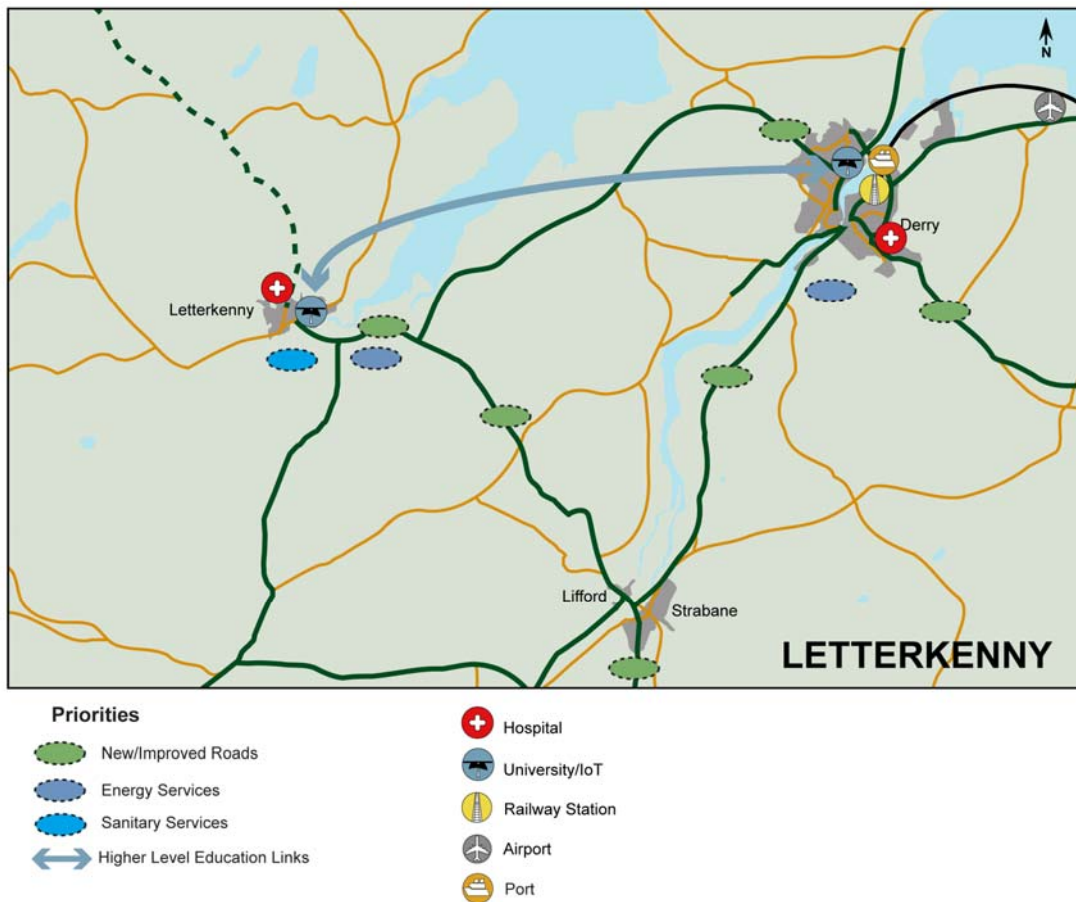 N
Derry
Letterkenny
Lifford
Strabane
LETTERKENNY
Priorities
New/Improved Roads
Energy Services
Sanitary Services
Higher Level Education Links
Hospital
University/IoT
Railway Station
Airport
Port